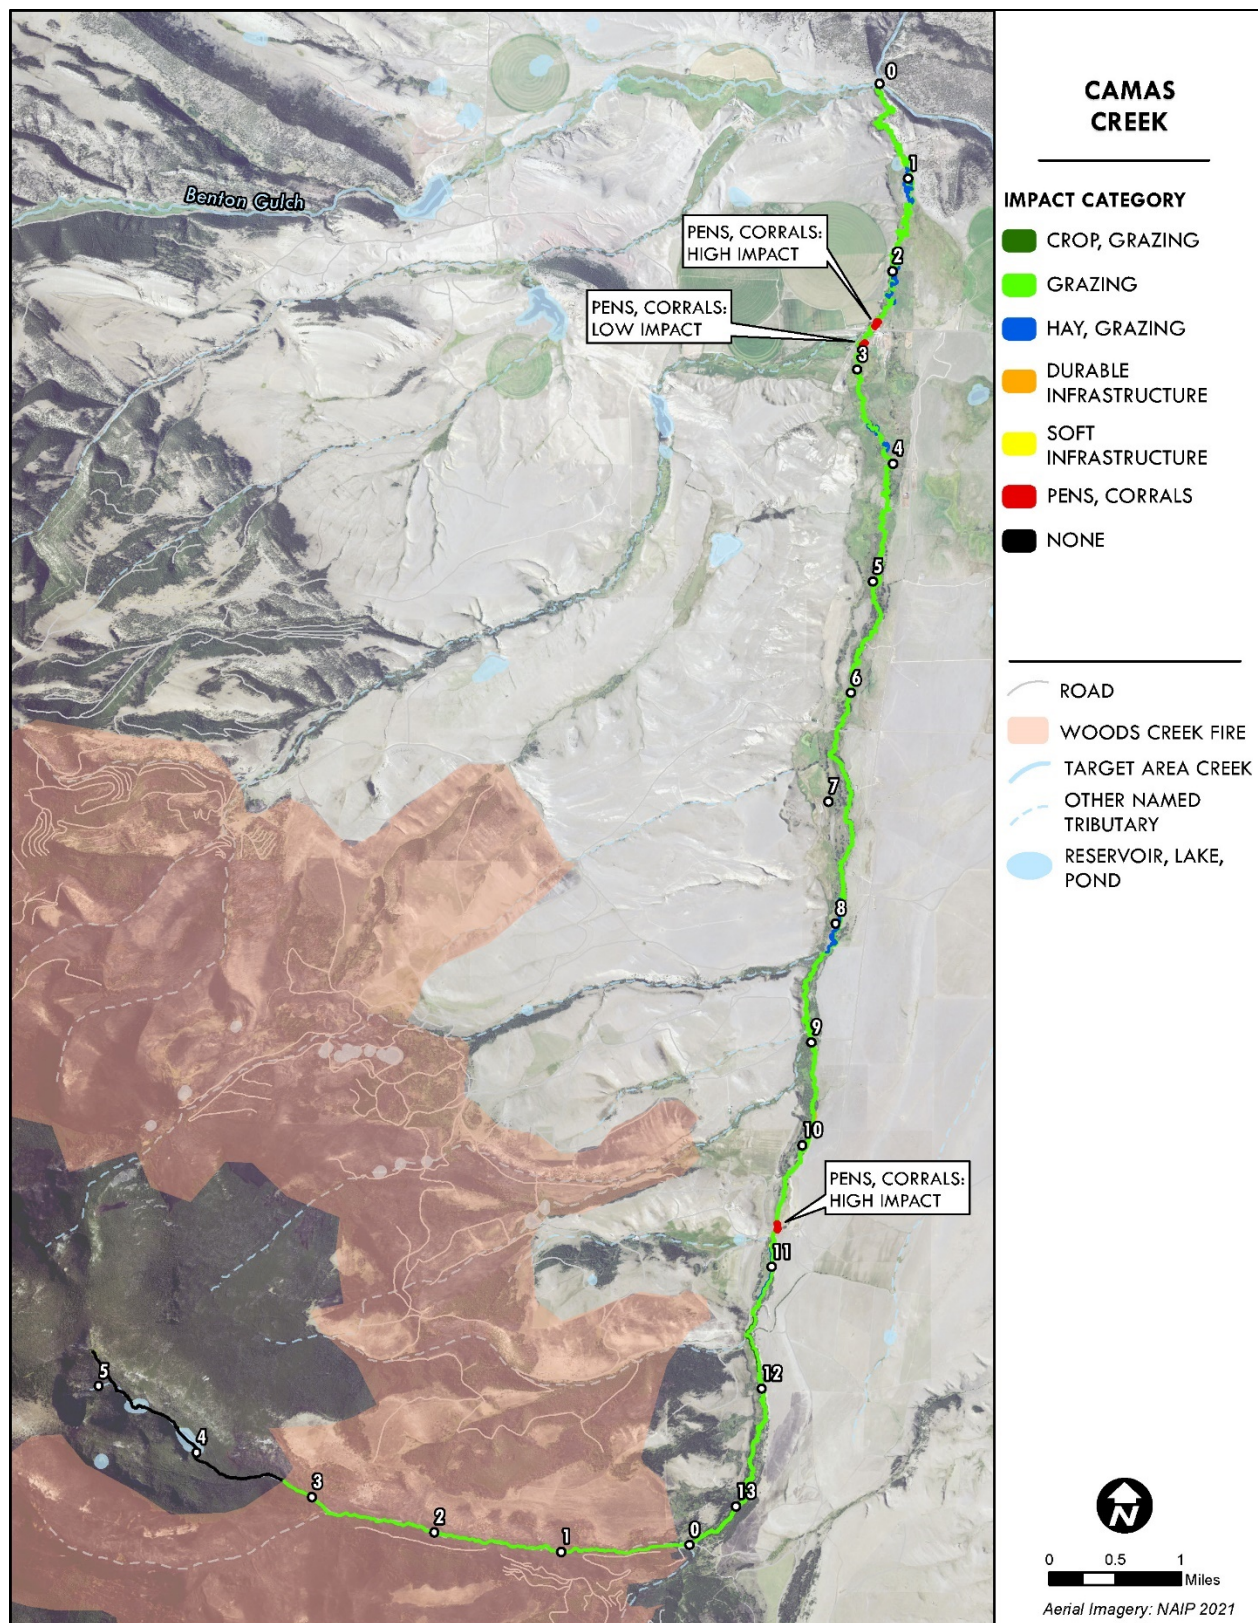 CAMAS
CREEK
IMPACT CATEGORY
CROP, GRAZING
GRAZING
HAY, GRAZING
DURABLE
INFRASTRUCTURE
SOFT
INFRASTRUCTURE
PENS, CORRALS
NONE
ROAD
WOODS CREEK FIRE
TARGET AREA CREEK
OTHER NAMED
TRIBUTARY
RESERVOIR, LAKE,
POND
N
0 0.5 1
Miles
Aerial Imagery: NAIP 2021
Benton Gulch
0
1
2
PENS, CORRALS:
HIGH IMPACT
PENS, CORRALS:
LOW IMPACT
3
4
5
6
7
8
9
10
PENS, CORRALS:
HIGH IMPACT
11
12
13
0
1
2
3
4
5